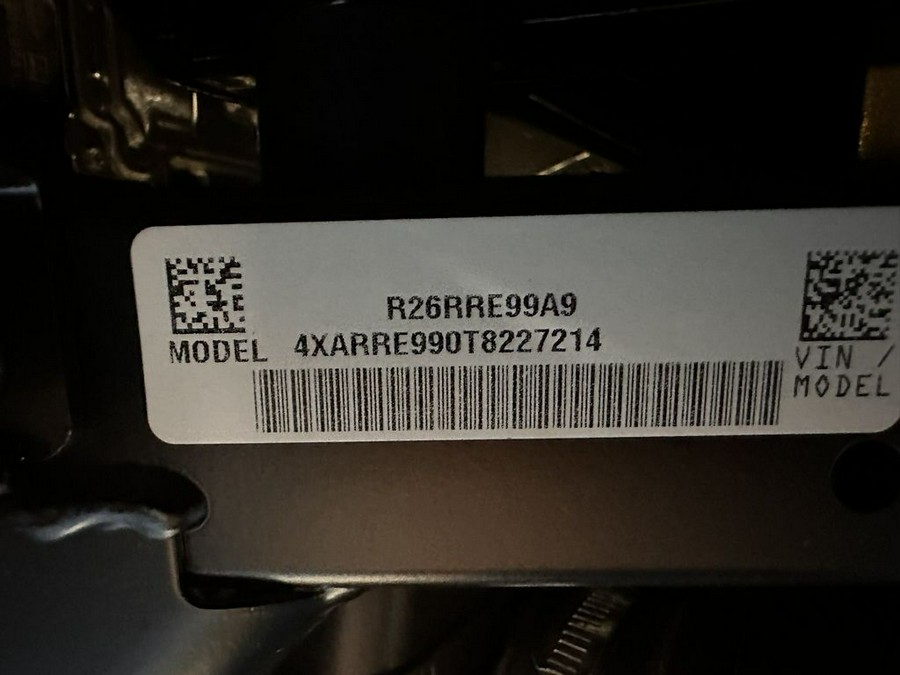 R26RRE99A9
MODEL 4XARRE990T8227214
VIN /
MODEL